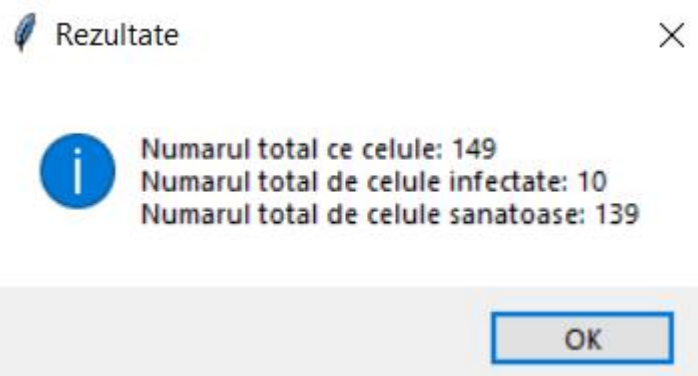 Rezultate
Numarul total ce celule: 149
Numarul total de celule infectate: 10
Numarul total de celule sanatoase: 139
OK